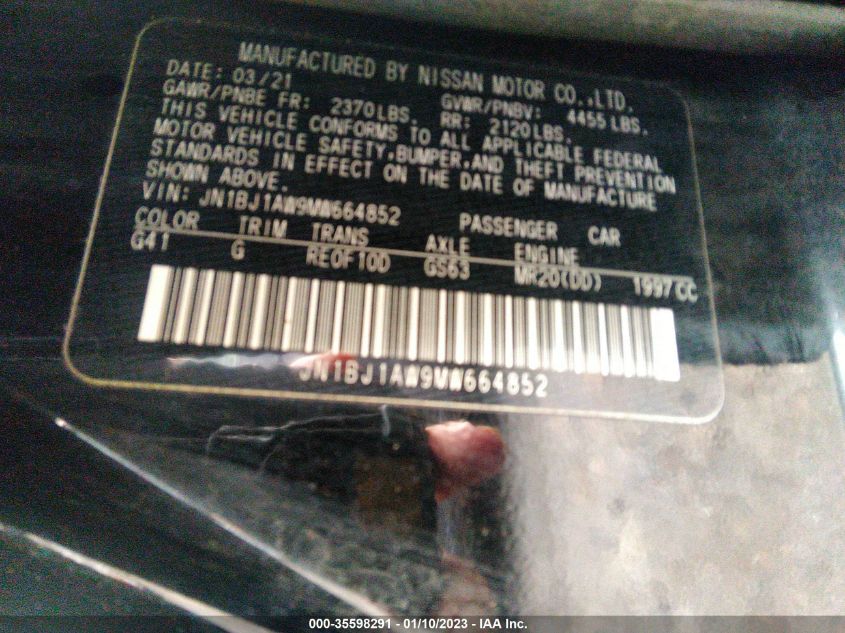 MANUFACTURED BY NISSAN MOTOR CO.,LTD.
DATE: 03/21 GVWR/PNBV: 4455 LBS.
GAWR/PNBE FR: 2370LBS. RR: 2120LBS.
THIS VEHICLE CONFORMS TO ALL APPLICABLE FEDERAL
MOTOR VEHICLE SAFETY,BUMPER,AND THEFT PREVENTION
STANDARDS IN EFFECT ON THE DATE OF MANUFACTURE
SHOWN ABOVE.
VIN: JN1BJ1AW9MW664852 PASSENGER CAR
COLOR TRIM TRANS AXLE ENGINE
G41 G RE0F10D GS63 MR20(DD) 1997CC
JN1BJ1AW9MW664852
000-35598291 - 01/10/2023 - IAA Inc.